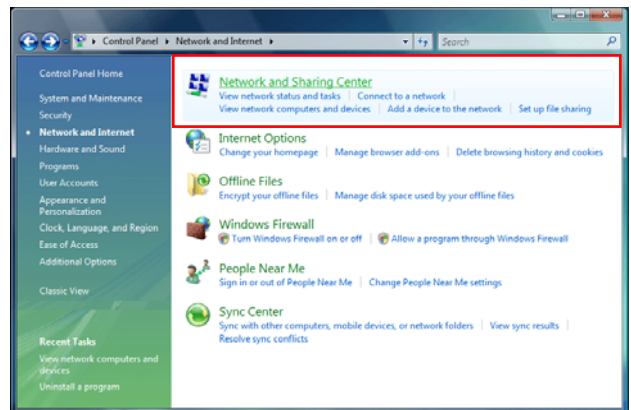 Control Panel ▸ Network and Internet ▸
Search
Control Panel Home
System and Maintenance
Security
Network and Internet
Hardware and Sound
Programs
User Accounts
Appearance and
Personalization
Clock, Language, and Region
Ease of Access
Additional Options
Classic View
Recent Tasks
View network computers and
devices
Uninstall a program
Network and Sharing Center
View network status and tasks | Connect to a network |
View network computers and devices | Add a device to the network | Set up file sharing
Internet Options
Change your homepage | Manage browser add-ons | Delete browsing history and cookies
Offline Files
Encrypt your offline files | Manage disk space used by your offline files
Windows Firewall
Turn Windows Firewall on or off | Allow a program through Windows Firewall
People Near Me
Sign in or out of People Near Me | Change People Near Me settings
Sync Center
Sync with other computers, mobile devices, or network folders | View sync results |
Resolve sync conflicts